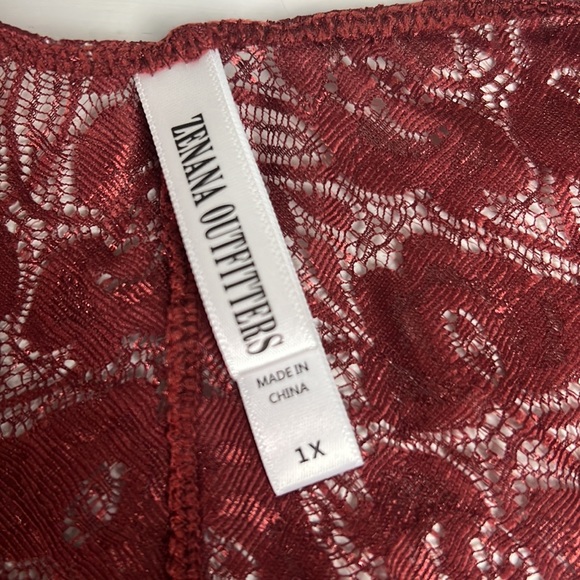 ZENANA OUTFITTERS
MADE IN
CHINA
1X